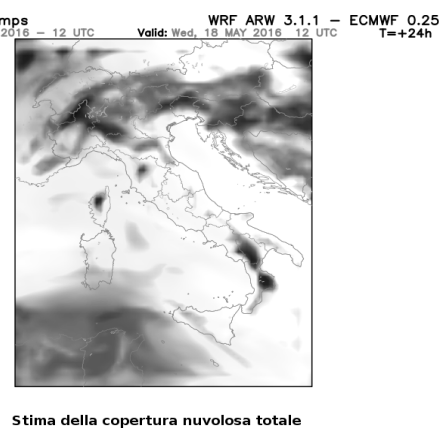 mps WRF ARW 3.1.1 – ECMWF 0.25
2016 – 12 UTC Valid: Wed, 18 MAY 2016 12 UTC T=+24h
Stima della copertura nuvolosa totale